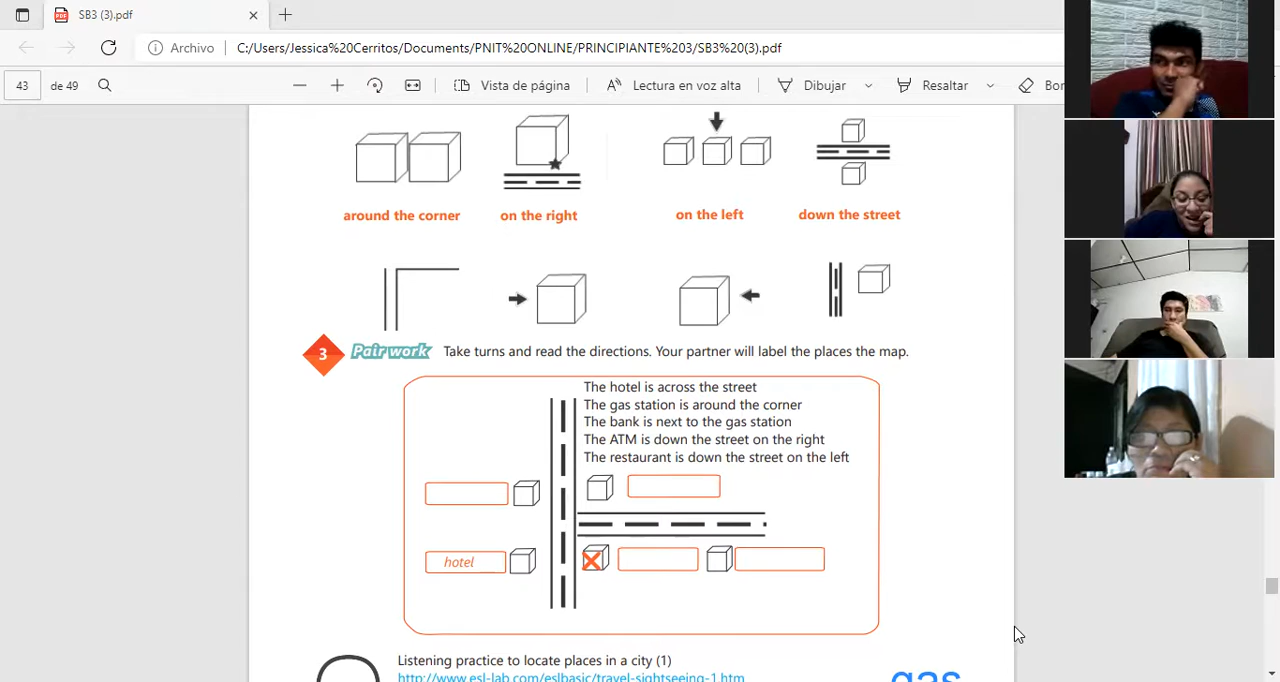 SB3 (3).pdf
Archivo
C:/Users/Jessica%20Cerritos/Documents/PNIT%20ONLINE/PRINCIPIANTE%203/SB3%20(3).pdf
43
de 49
Vista de página
Lectura en voz alta
Dibujar
Resaltar
Bor
around the corner
on the right
on the left
down the street
3
Pair work
Take turns and read the directions. Your partner will label the places the map.
The hotel is across the street
The gas station is around the corner
The bank is next to the gas station
The ATM is down the street on the right
The restaurant is down the street on the left
hotel
Listening practice to locate places in a city (1)
http://www.esl-lab.com/eslbasic/travel-sightseeing-1.htm
gas